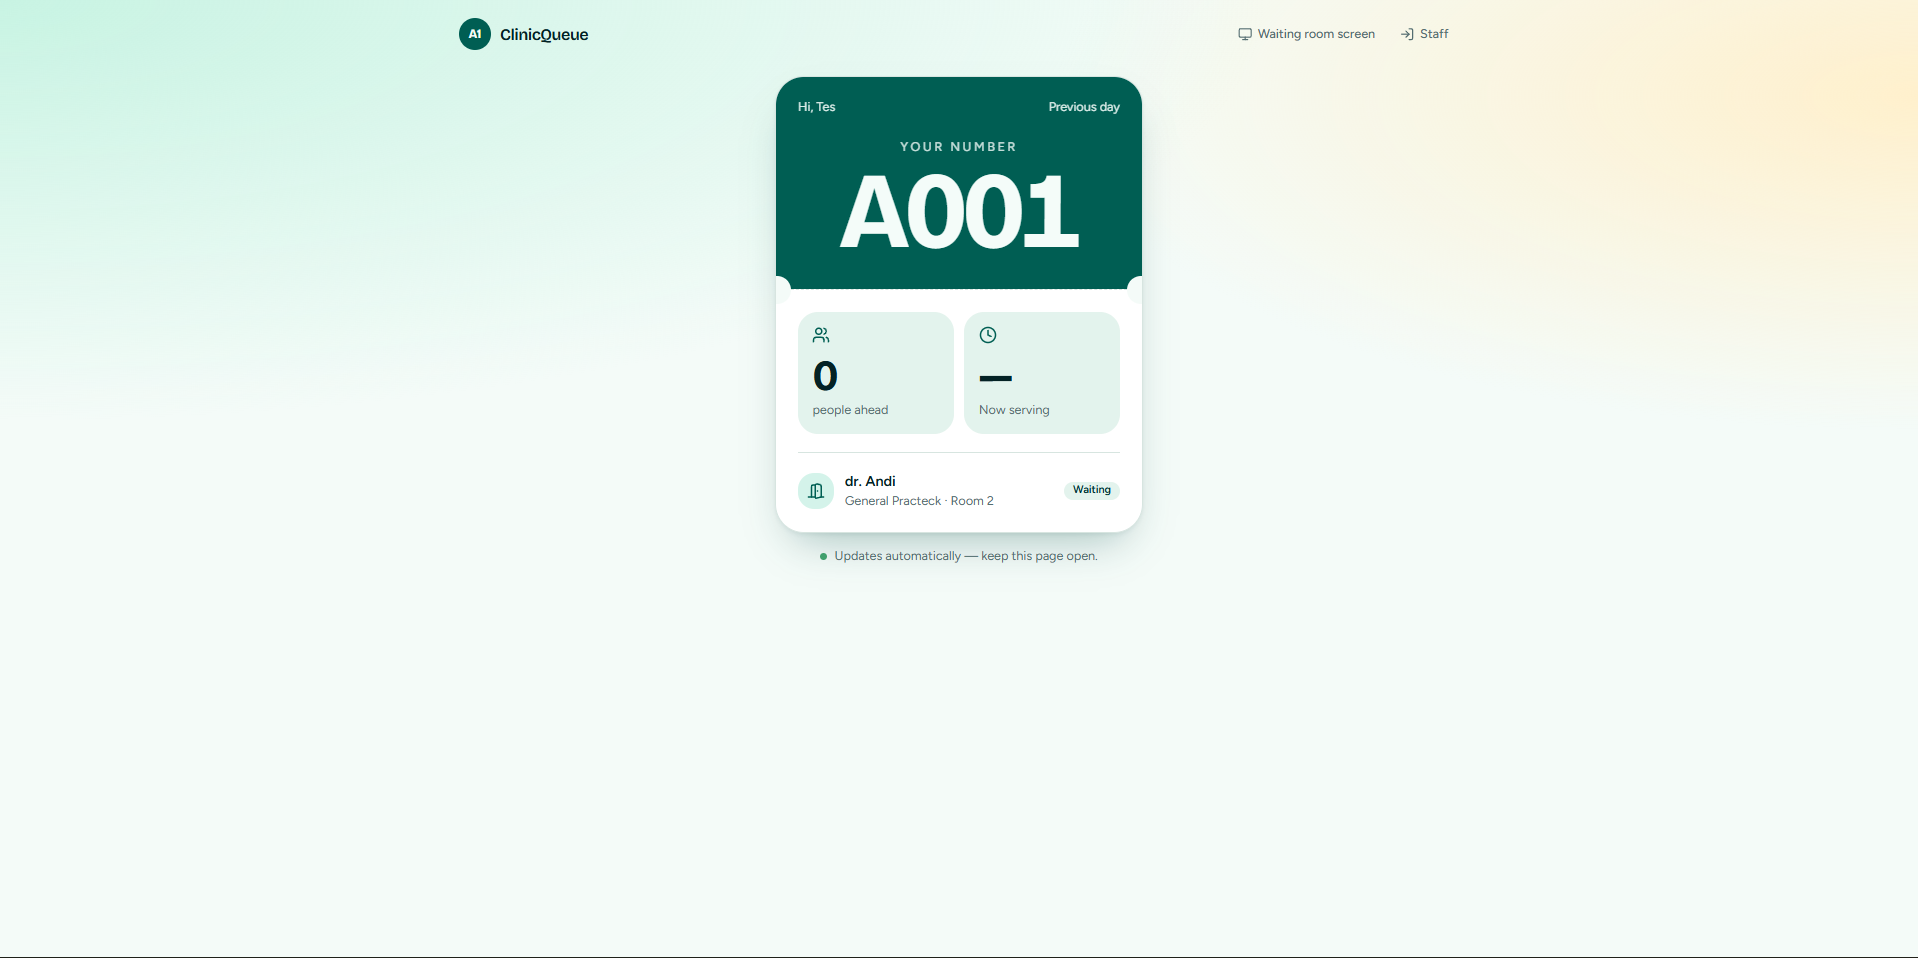 A1 ClinicQueue
Waiting room screen
Staff
Hi, Tes
Previous day
YOUR NUMBER
A001
0
people ahead
—
Now serving
dr. Andi
General Practeck · Room 2
Waiting
Updates automatically — keep this page open.